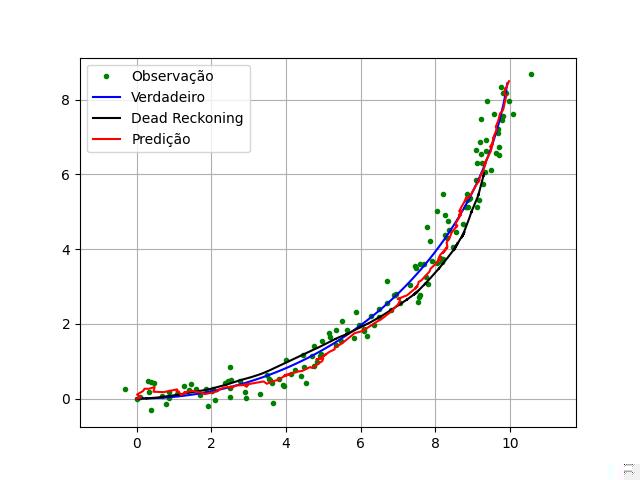 Observação
Verdadeiro
Dead Reckoning
Predição
8
6
4
2
0
0 2 4 6 8 10